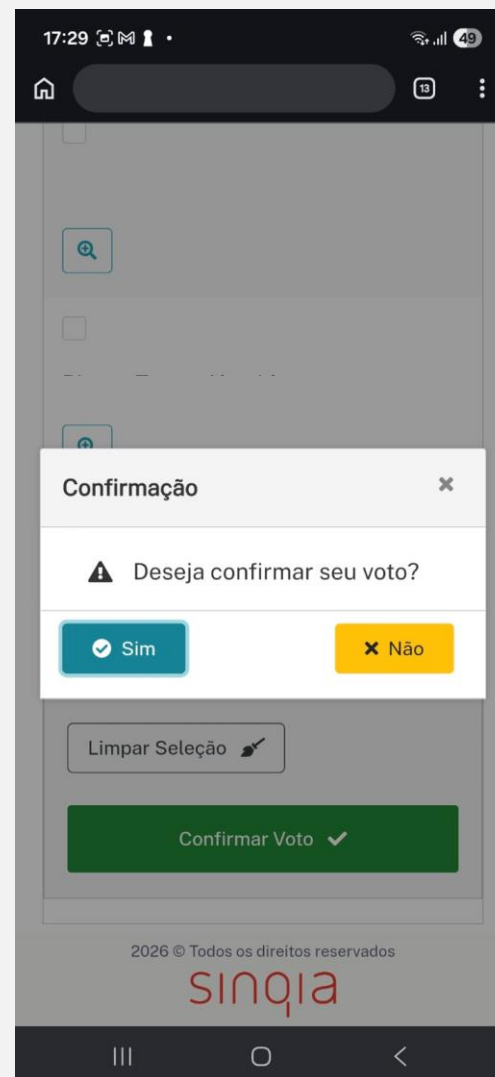 17:29
49
13
Confirmação
Deseja confirmar seu voto?
Sim
Não
Limpar Seleção
Confirmar Voto
2026 © Todos os direitos reservados
sinqia